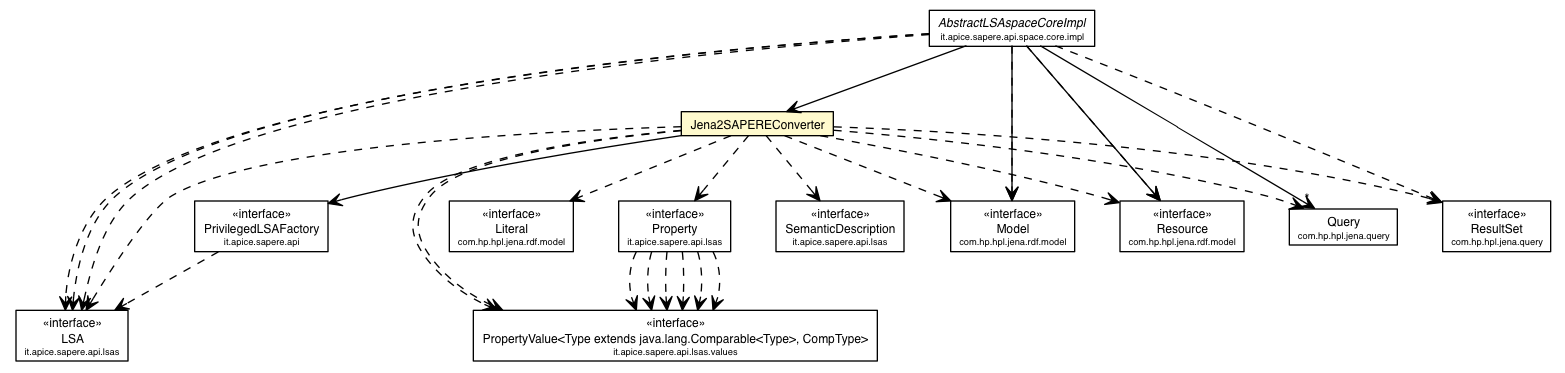 AbstractLSAspaceCoreImpl
it.apice.sapere.api.space.core.impl
Jena2SAPEREConverter
«interface»
PrivilegedLSAFactory
it.apice.sapere.api
«interface»
Literal
com.hp.hpl.jena.rdf.model
«interface»
Property
it.apice.sapere.api.lsas
«interface»
SemanticDescription
it.apice.sapere.api.lsas
«interface»
Model
com.hp.hpl.jena.rdf.model
«interface»
Resource
com.hp.hpl.jena.rdf.model
*
Query
com.hp.hpl.jena.query
«interface»
ResultSet
com.hp.hpl.jena.query
«interface»
LSA
it.apice.sapere.api.lsas
«interface»
PropertyValue<Type extends java.lang.Comparable<Type>, CompType>
it.apice.sapere.api.lsas.values